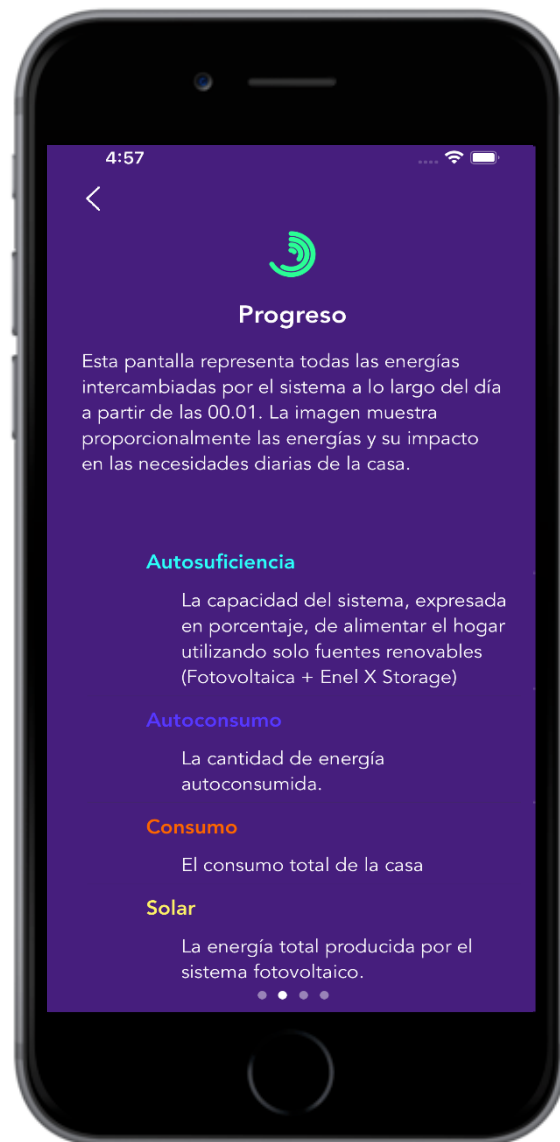 4:57
Progreso
Esta pantalla representa todas las energías
intercambiadas por el sistema a lo largo del día
a partir de las 00.01. La imagen muestra
proporcionalmente las energías y su impacto
en las necesidades diarias de la casa.
Autosuficiencia
La capacidad del sistema, expresada
en porcentaje, de alimentar el hogar
utilizando solo fuentes renovables
(Fotovoltaica + Enel X Storage)
Autoconsumo
La cantidad de energía
autoconsumida.
Consumo
El consumo total de la casa
Solar
La energía total producida por el
sistema fotovoltaico.